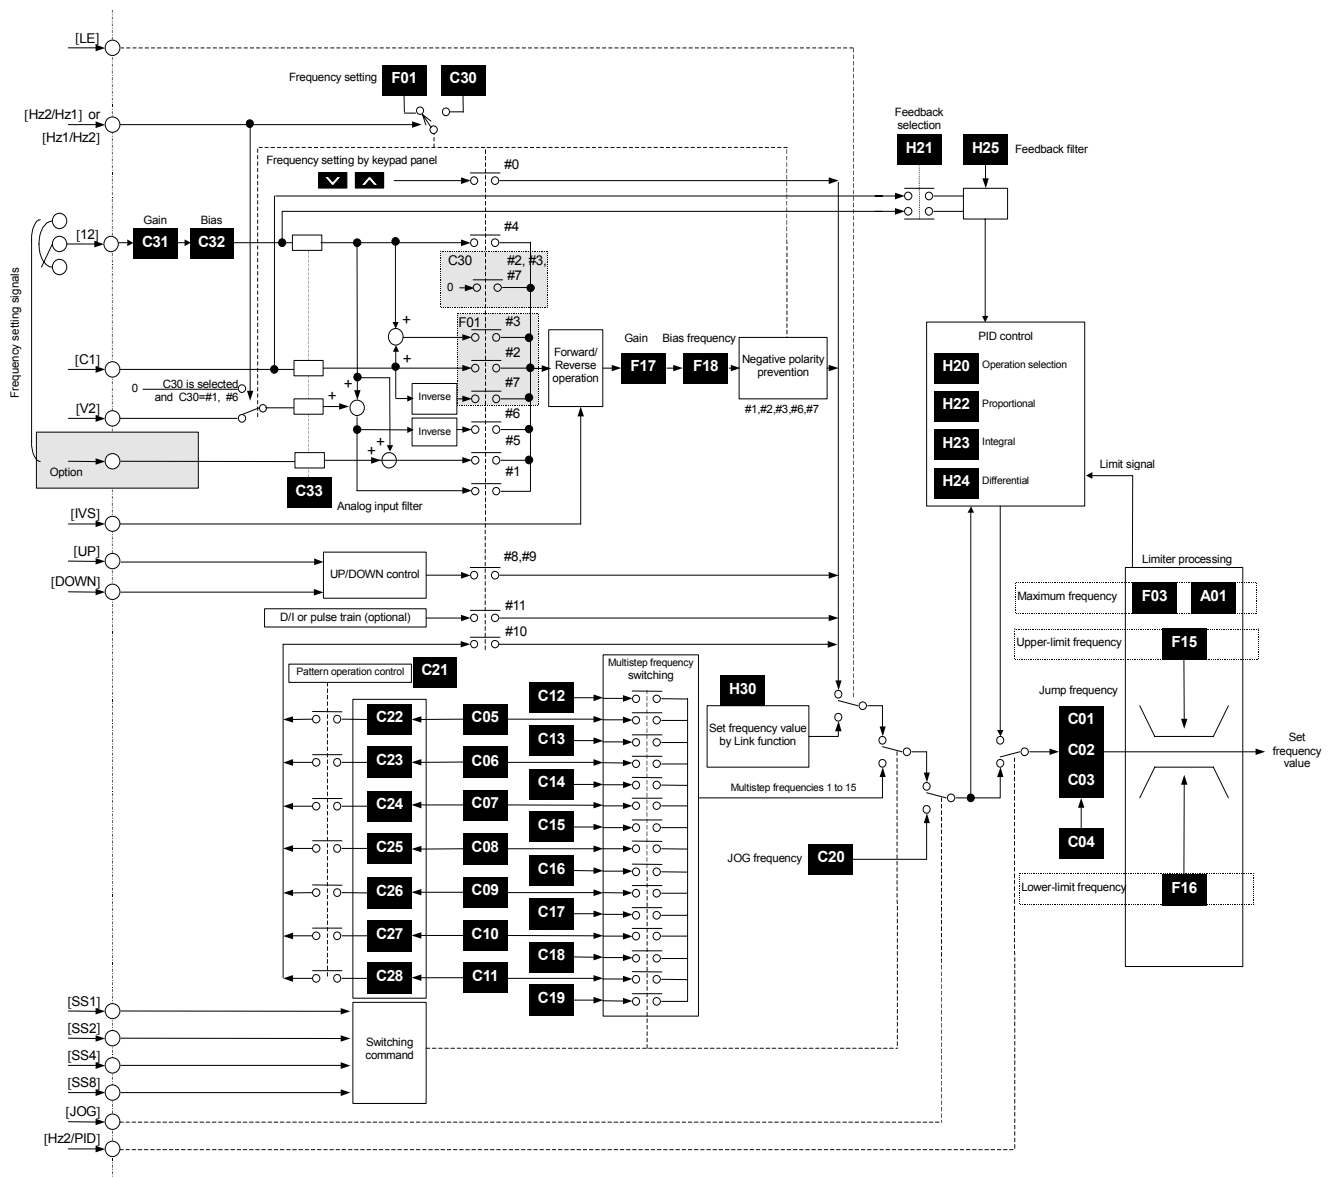 [LE]
Frequency setting
F01
C30
[Hz2/Hz1] or
[Hz1/Hz2]
Feedback
selection
H21
H25
Feedback filter
Frequency setting by keypad panel
#0
Frequency setting signals
[12]
Gain
C31
Bias
C32
#4
C30
#2, #3,
#7
0
F01
#3
+
+
#2
#7
[C1]
0
C30 is selected
and C30=#1, #6
[V2]
+
+
Inverse
Inverse
#6
#5
+
+
#1
Option
C33
Analog input filter
Forward/
Reverse
operation
Gain
F17
Bias frequency
F18
Negative polarity
prevention
#1,#2,#3,#6,#7
PID control
H20
Operation selection
H22
Proportional
H23
Integral
H24
Differential
Limit signal
[IVS]
[UP]
[DOWN]
UP/DOWN control
#8,#9
D/I or pulse train (optional)
#11
#10
Limiter processing
Maximum frequency
F03
A01
Upper-limit frequency
F15
Pattern operation control
C21
Multistep frequency
switching
H30
Set frequency value
by Link function
Jump frequency
C01
C02
C03
C04
Set
frequency
value
C12
C22
C05
C13
C23
C06
C14
C24
C07
Multistep frequencies 1 to 15
C15
C25
C08
JOG frequency
C20
C16
C26
C09
Lower-limit frequency
F16
C17
C27
C10
C18
C28
C11
C19
[SS1]
[SS2]
[SS4]
[SS8]
Switching
command
[JOG]
[Hz2/PID]